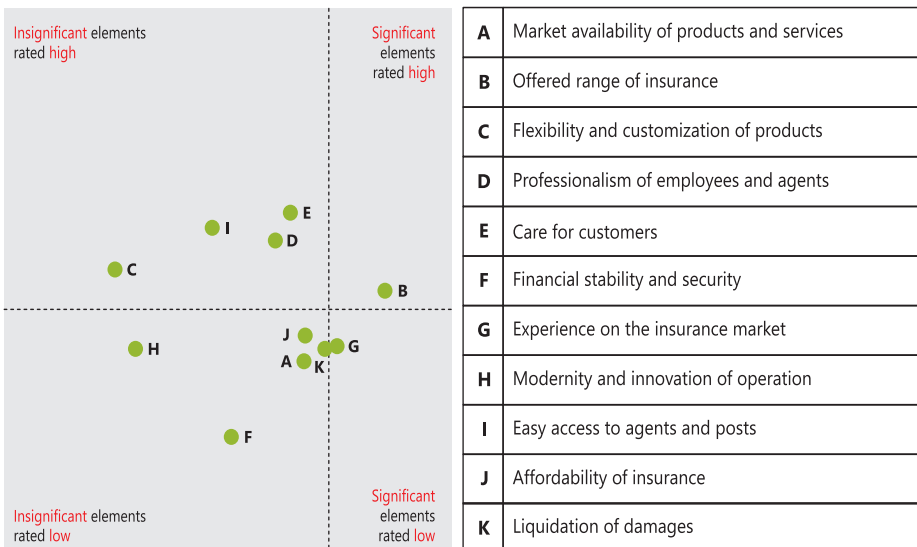 Insignificant elements
rated high
Significant
elements
rated high
E
I
D
C
B
J
G
H
A
K
F
Insignificant elements
rated low
Significant
elements
rated low
A Market availability of products and services
B Offered range of insurance
C Flexibility and customization of products
D Professionalism of employees and agents
E Care for customers
F Financial stability and security
G Experience on the insurance market
H Modernity and innovation of operation
I Easy access to agents and posts
J Affordability of insurance
K Liquidation of damages